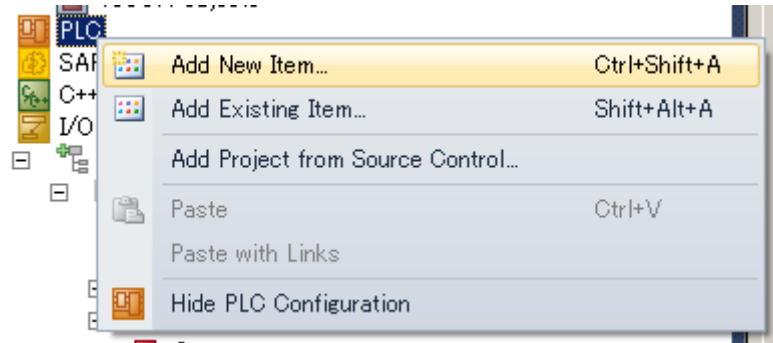 PLC
SAF
Add New Item... Ctrl+Shift+A
C++
Add Existing Item... Shift+Alt+A
I/O
Add Project from Source Control...
Paste Ctrl+V
Paste with Links
Hide PLC Configuration